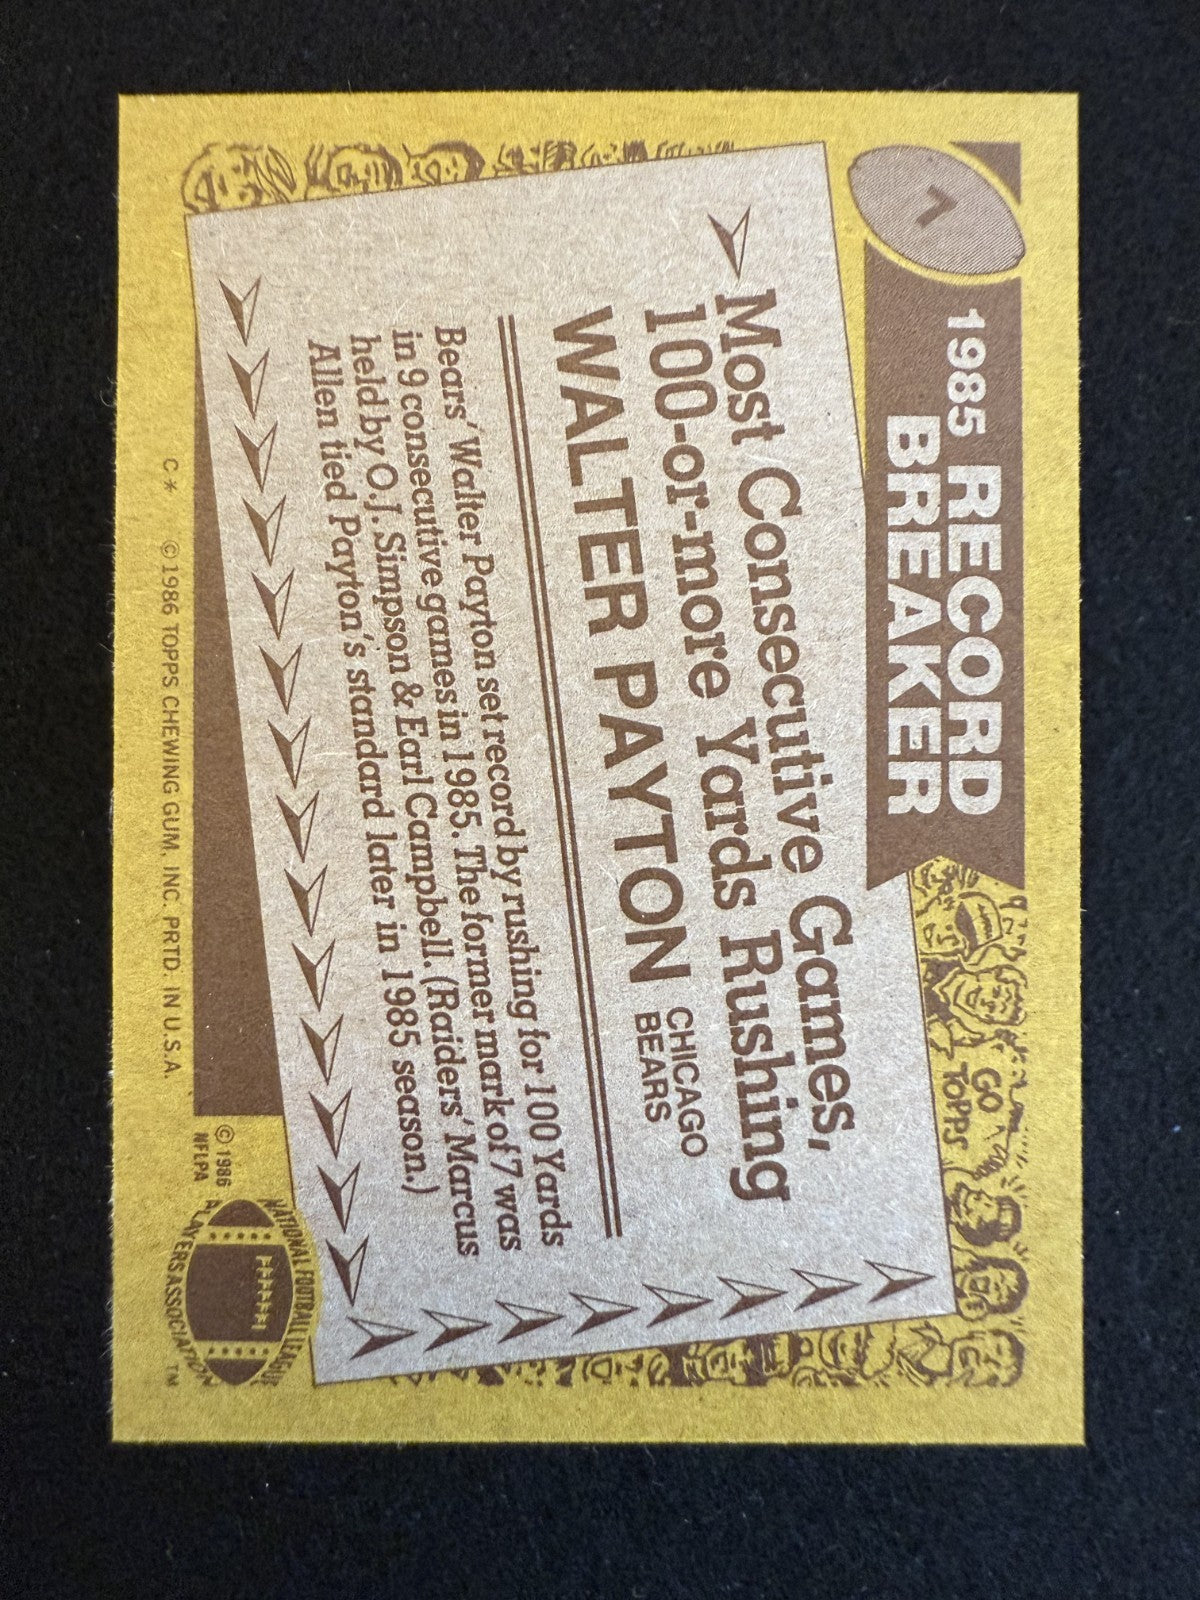 7
1985 RECORD
BREAKER
GO
TOPPS
Most Consecutive Games,
100-or-more Yards Rushing
WALTER PAYTON CHICAGO
BEARS
Bears' Walter Payton set record by rushing for 100 Yards
in 9 consecutive games in 1985. The former mark of 7 was
held by O.J. Simpson & Earl Campbell. (Raiders' Marcus
Allen tied Payton's standard later in 1985 season.)
© 1986
NFLPA
NATIONAL FOOTBALL LEAGUE
PLAYERS ASSOCIATION
TM
C* ©1986 TOPPS CHEWING GUM, INC. PRTD. IN U.S.A.